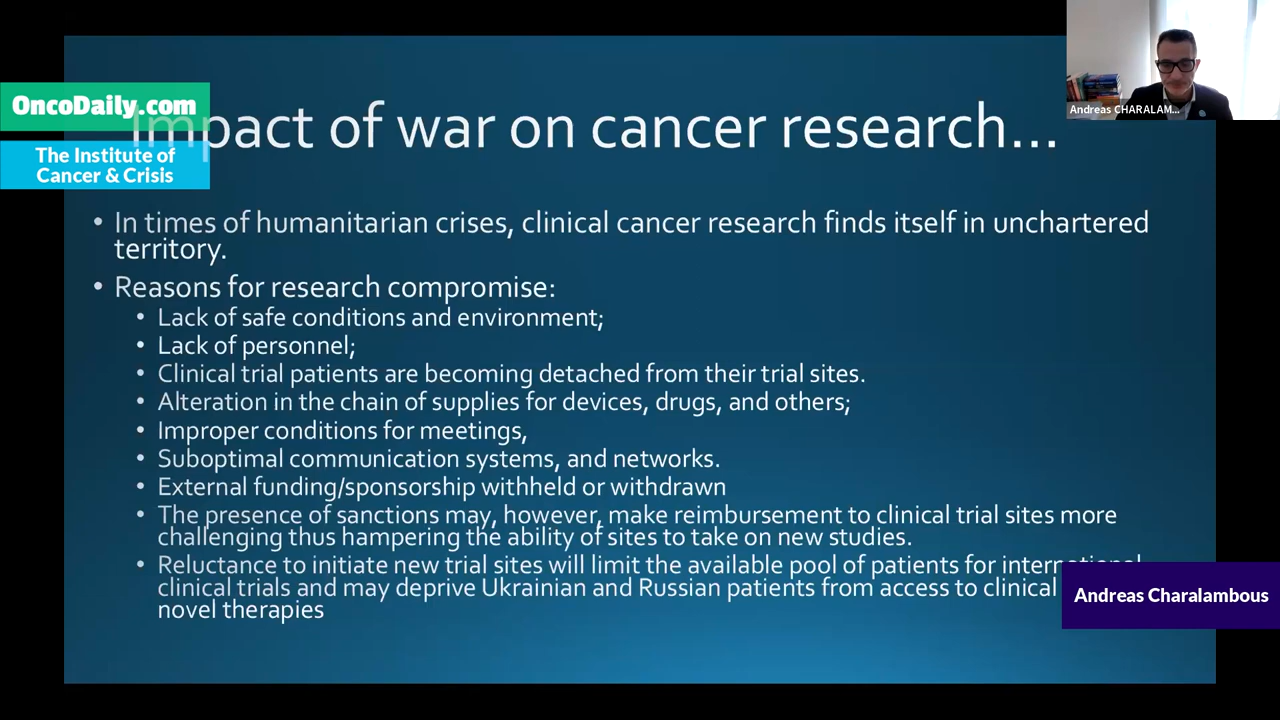 OncoDaily.com
The Institute of
Cancer & Crisis
Andreas CHARALAM...
Impact of war on cancer research...
• In times of humanitarian crises, clinical cancer research finds itself in unchartered
territory.
• Reasons for research compromise:
• Lack of safe conditions and environment;
• Lack of personnel;
• Clinical trial patients are becoming detached from their trial sites.
• Alteration in the chain of supplies for devices, drugs, and others;
• Improper conditions for meetings,
• Suboptimal communication systems, and networks.
• External funding/sponsorship withheld or withdrawn
• The presence of sanctions may, however, make reimbursement to clinical trial sites more
challenging thus hampering the ability of sites to take on new studies.
• Reluctance to initiate new trial sites will limit the available pool of patients for international
clinical trials and may deprive Ukrainian and Russian patients from access to clinical
novel therapies
Andreas Charalambous